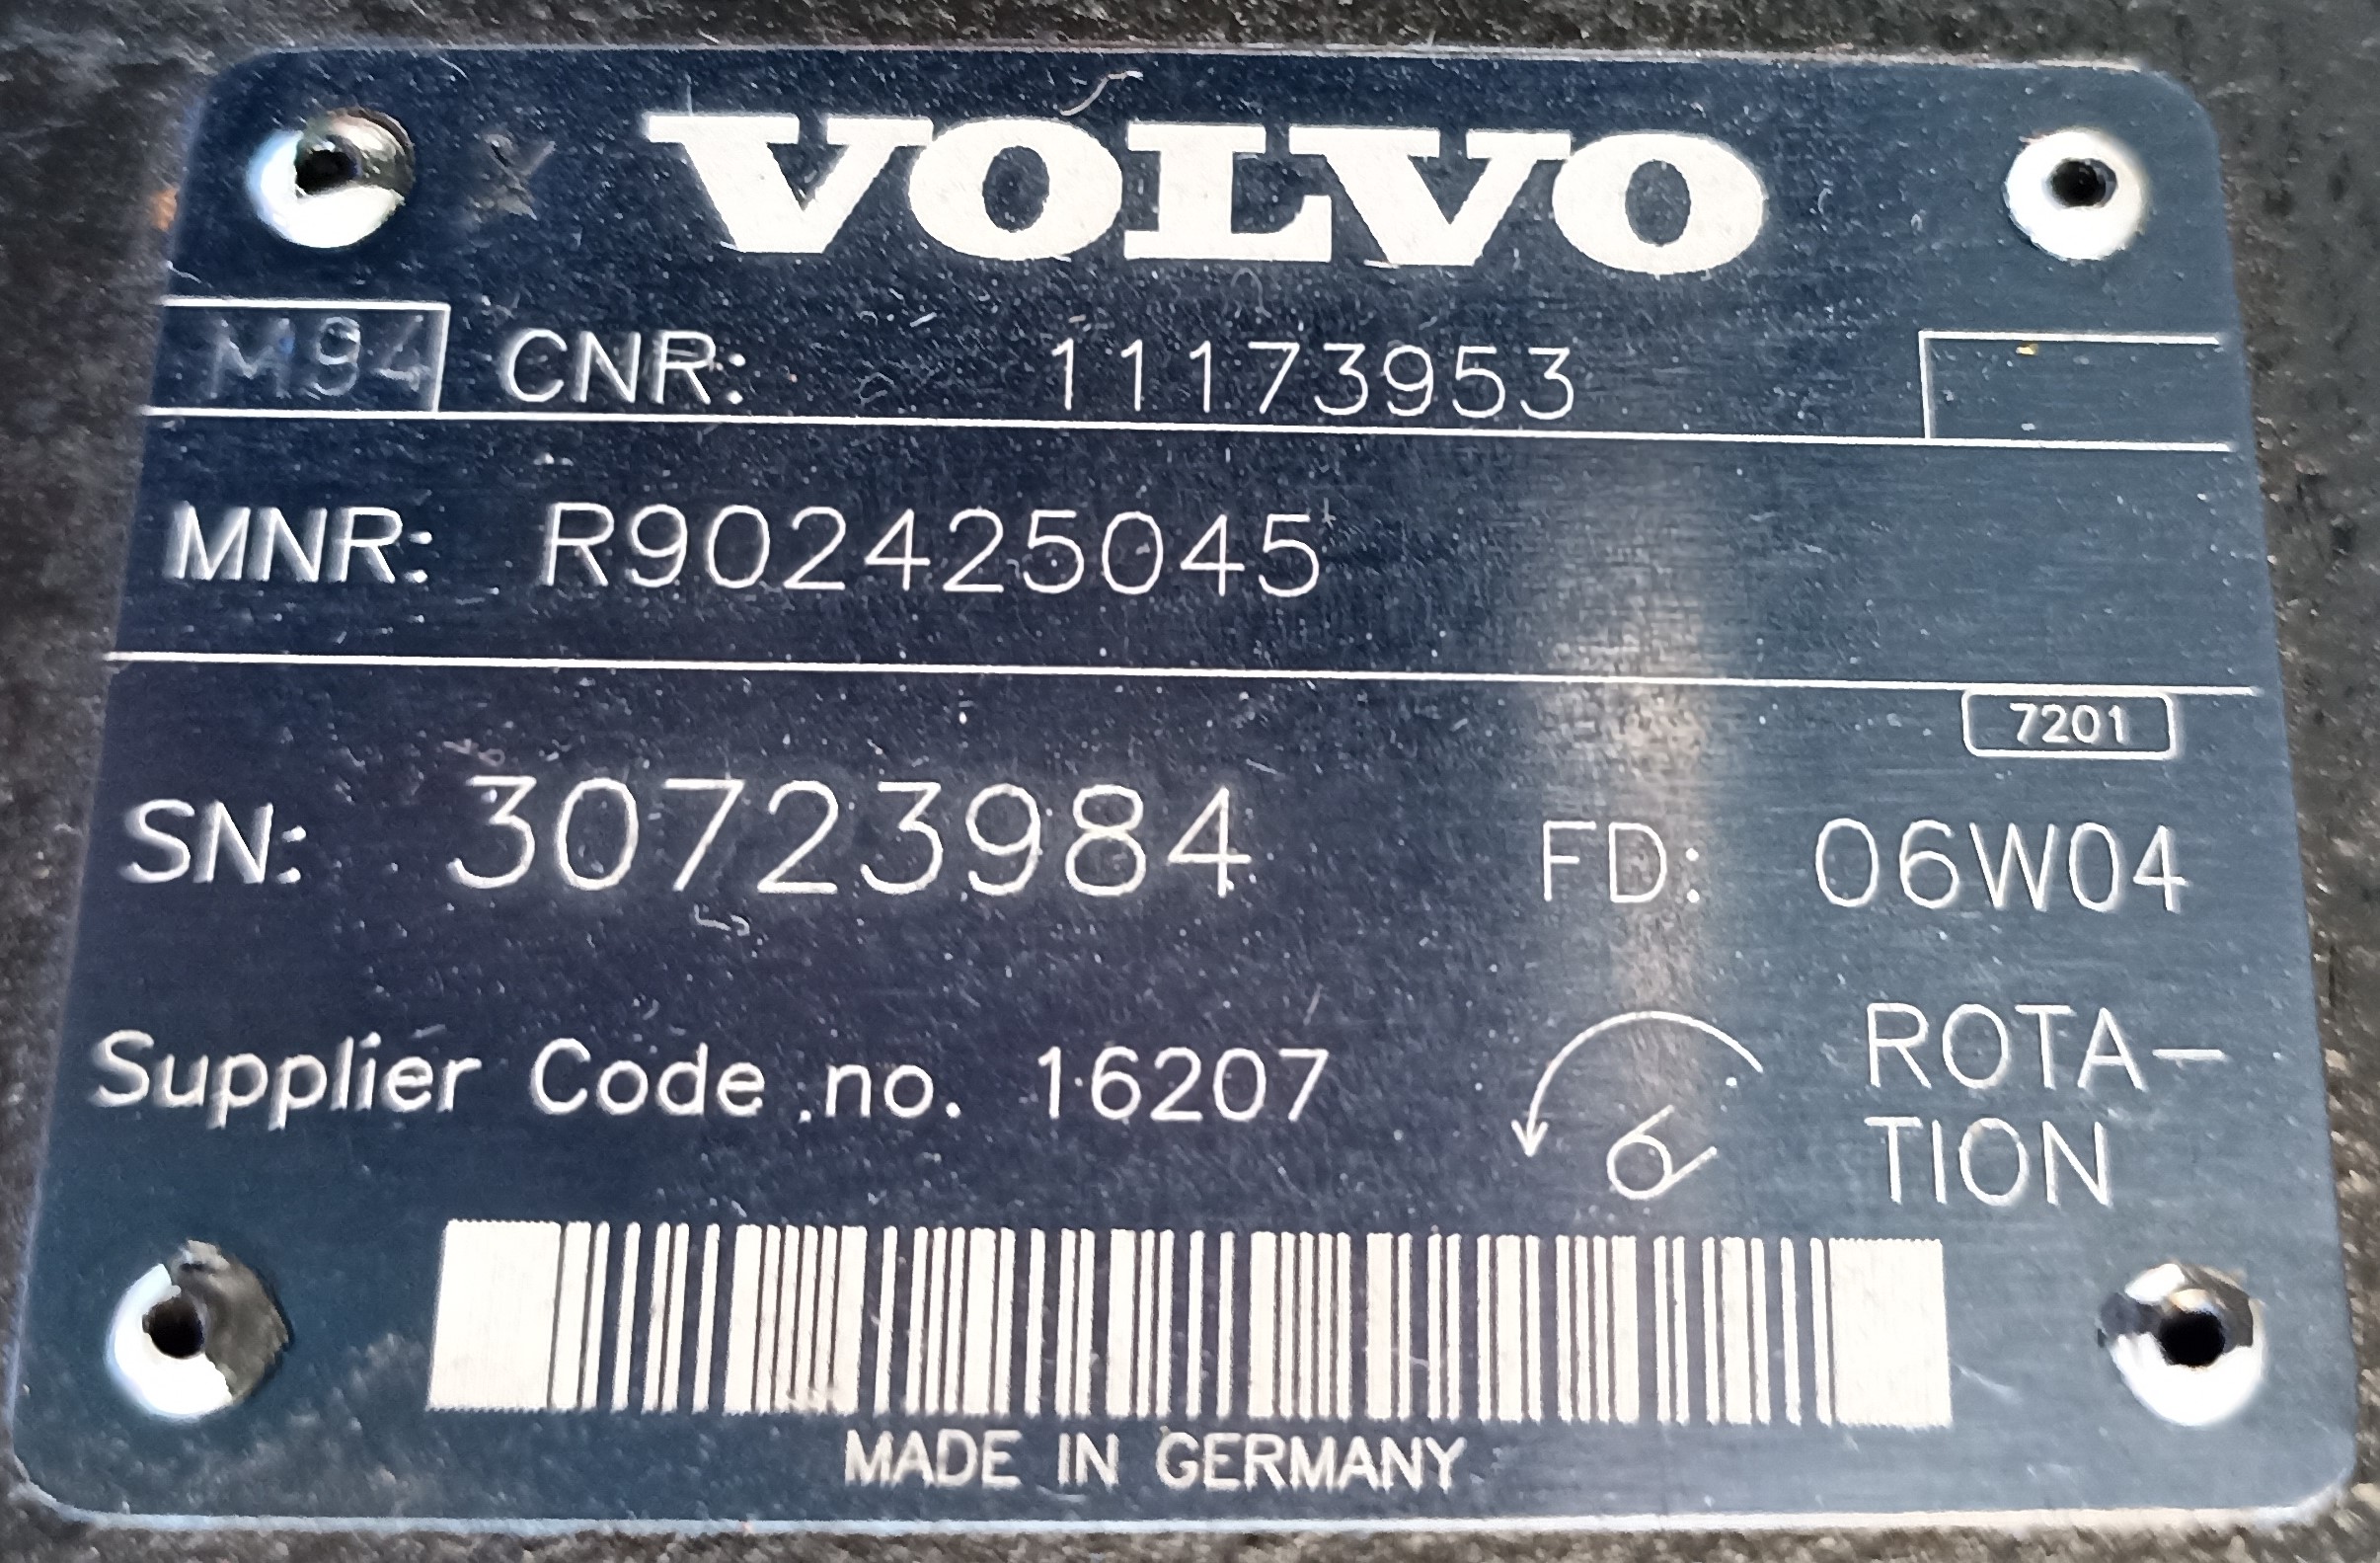 VOLVO
M94 CNR: 11173953
MNR: R902425045
7201
SN: 30723984 FD: 06W04
Supplier Code no. 16207
ROTA-
TION
MADE IN GERMANY